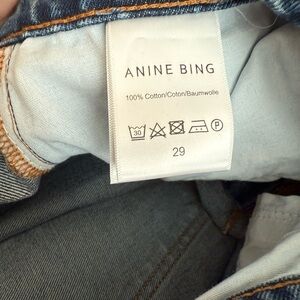 ANINE BING
100% Cotton/Coton/Baumwolle
30 P
29